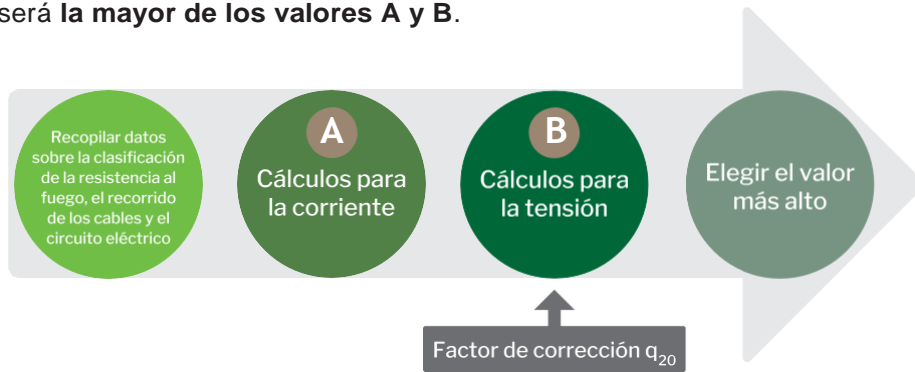 será la mayor de los valores A y B.
Recopilar datos
sobre la clasificación
de la resistencia al
fuego, el recorrido
de los cables y el
circuito eléctrico
A
Cálculos para
la corriente
B
Cálculos para
la tensión
Elegir el valor
más alto
Factor de corrección q₂₀